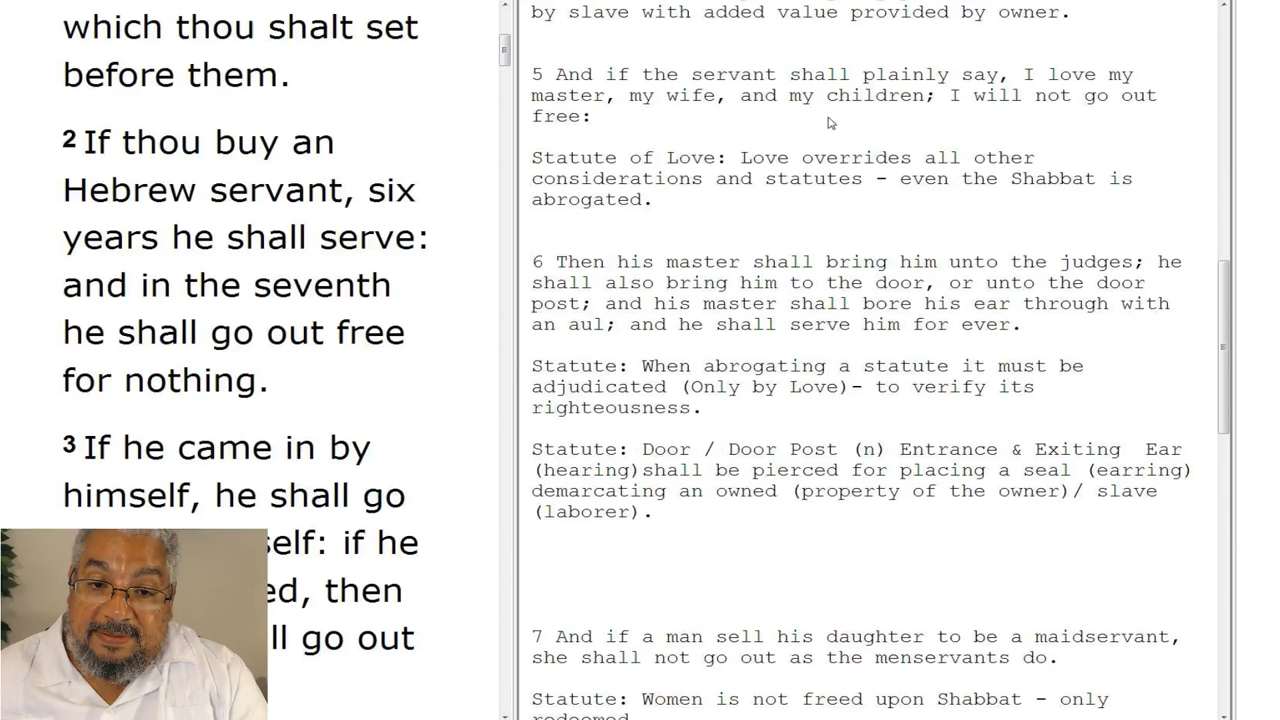 which thou shalt set
before them.
2 If thou buy an
Hebrew servant, six
years he shall serve:
and in the seventh
he shall go out free
for nothing.
3 If he came in by
himself, he shall go
self: if he
ed, then
ll go out
by slave with added value provided by owner.
5 And if the servant shall plainly say, I love my
master, my wife, and my children; I will not go out
free:
Statute of Love: Love overrides all other
considerations and statutes - even the Shabbat is
abrogated.
6 Then his master shall bring him unto the judges; he
shall also bring him to the door, or unto the door
post; and his master shall bore his ear through with
an aul; and he shall serve him for ever.
Statute: When abrogating a statute it must be
adjudicated (Only by Love)- to verify its
righteousness.
Statute: Door / Door Post (n) Entrance & Exiting Ear
(hearing)shall be pierced for placing a seal (earring)
demarcating an owned (property of the owner)/ slave
(laborer).
7 And if a man sell his daughter to be a maidservant,
she shall not go out as the menservants do.
Statute: Women is not freed upon Shabbat - only
redeemed